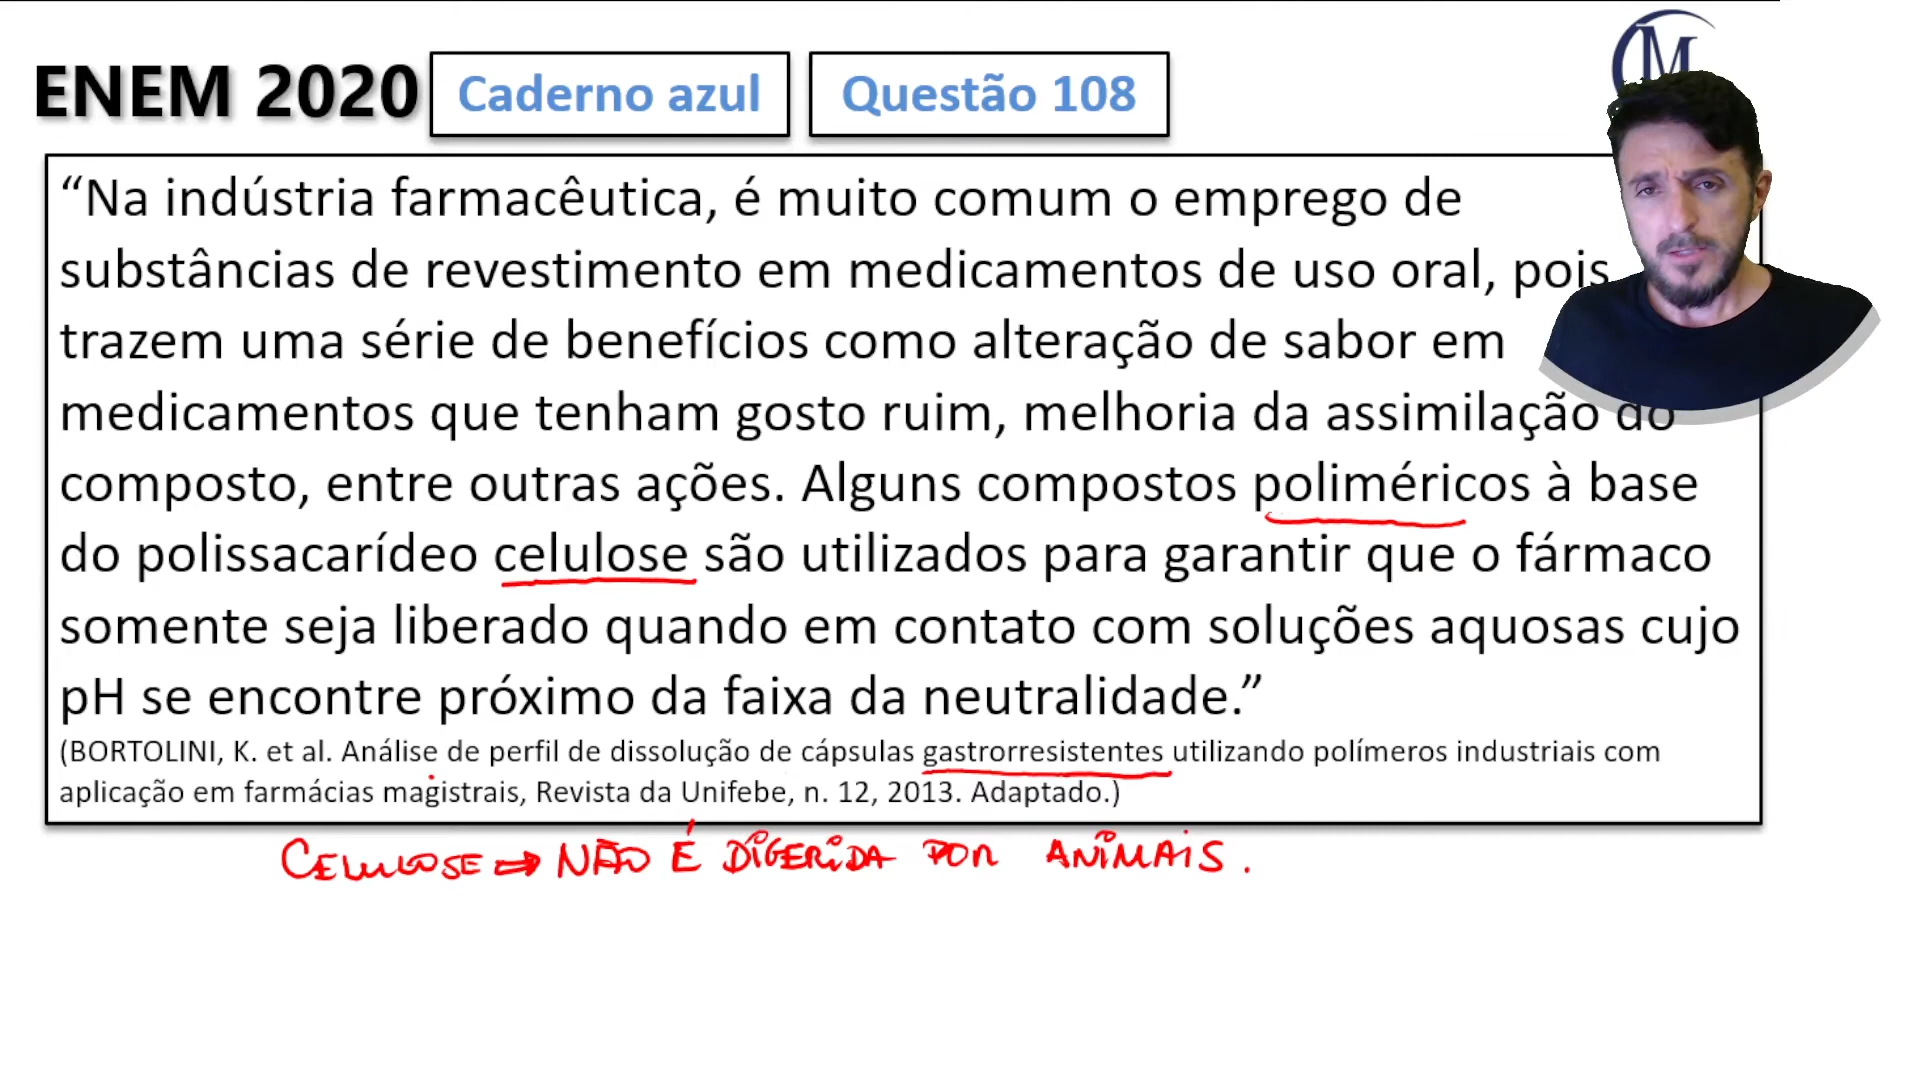 ENEM 2020
Caderno azul
Questão 108
M
“Na indústria farmacêutica, é muito comum o emprego de
substâncias de revestimento em medicamentos de uso oral, pois
trazem uma série de benefícios como alteração de sabor em
medicamentos que tenham gosto ruim, melhoria da assimilação do
composto, entre outras ações. Alguns compostos poliméricos à base
do polissacarídeo celulose são utilizados para garantir que o fármaco
somente seja liberado quando em contato com soluções aquosas cujo
pH se encontre próximo da faixa da neutralidade.”
(BORTOLINI, K. et al. Análise de perfil de dissolução de cápsulas gastrorresistentes utilizando polímeros industriais com
aplicação em farmácias magistrais, Revista da Unifebe, n. 12, 2013. Adaptado.)
CELULOSE ⇒ NÃO É DIGERIDA POR ANIMAIS.